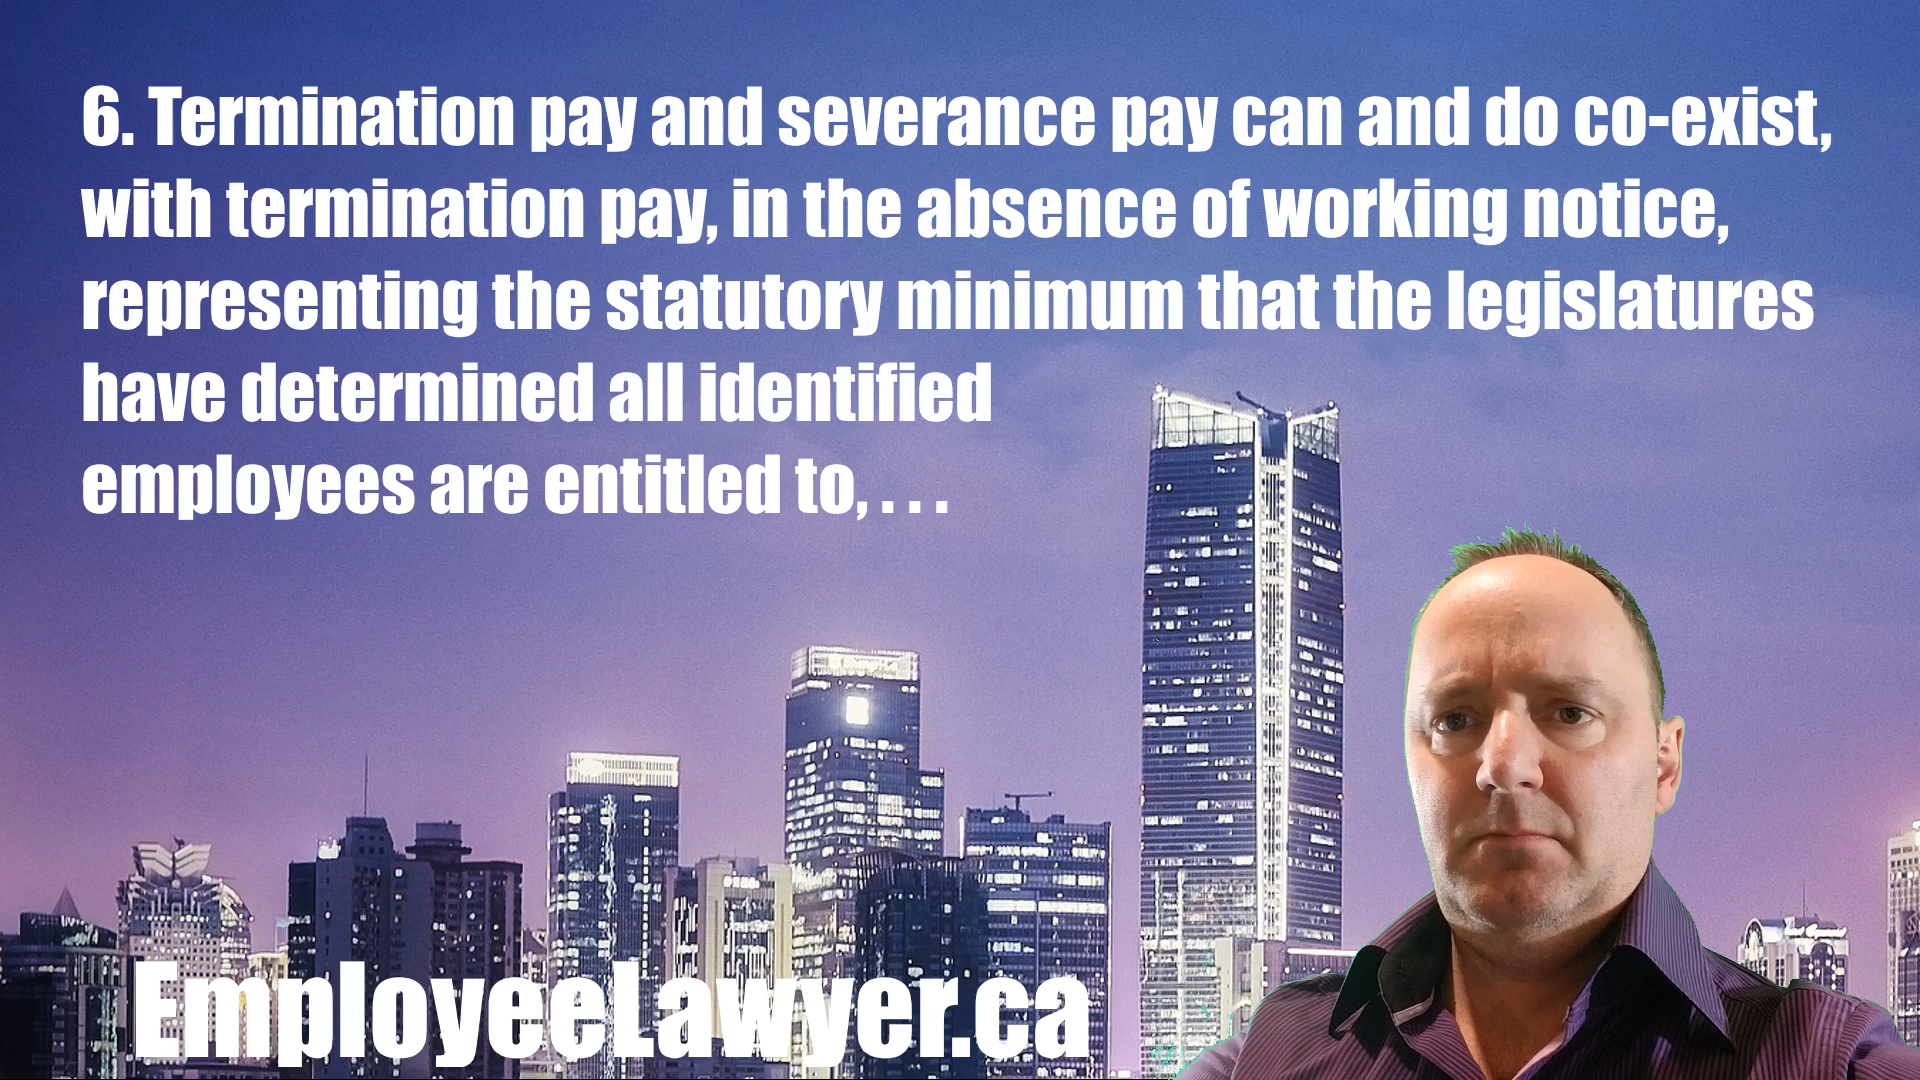 6. Termination pay and severance pay can and do co-exist,
with termination pay, in the absence of working notice,
representing the statutory minimum that the legislatures
have determined all identified
employees are entitled to, . . .
EmployeeLawyer.ca